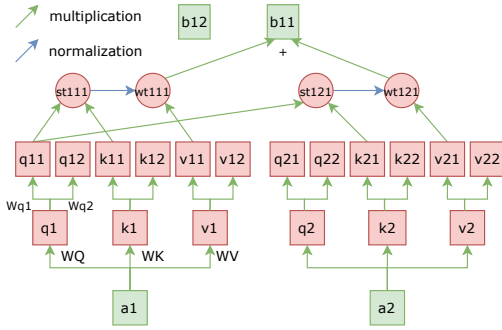 multiplication
b12
b11
normalization
+
st111
wt111
st121
wt121
q11
q12
k11
k12
v11
v12
q21
q22
k21
k22
v21
v22
Wq1
Wq2
q1
k1
v1
q2
k2
v2
WQ
WK
WV
a1
a2